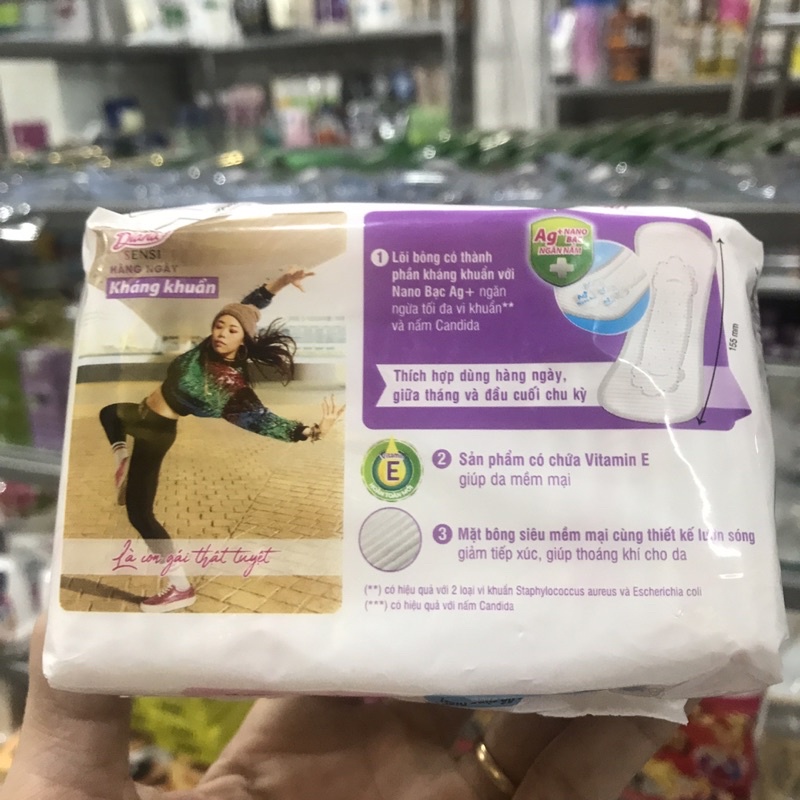 Diana
SENSI
HÀNG NGÀY
Kháng khuẩn
Là con gái thật tuyệt
Ag+ NANO
BẠC
NGĂN NẤM
1 Lõi bông có thành
phần kháng khuẩn với
Nano Bạc Ag+ ngăn
ngừa tối đa vi khuẩn**
và nấm Candida
155 mm
Thích hợp dùng hàng ngày,
giữa tháng và đầu cuối chu kỳ
Vitamin
E
2 Sản phẩm có chứa Vitamin E
giúp da mềm mại
3 Mặt bông siêu mềm mại cùng thiết kế lượn sóng
giảm tiếp xúc, giúp thoáng khí cho da
(**) có hiệu quả với 2 loại vi khuẩn Staphylococcus aureus và Escherichia coli
(***) có hiệu quả với nấm Candida